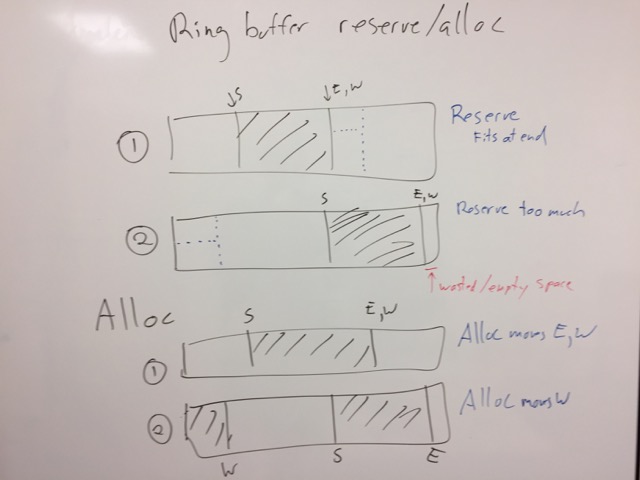 Ring buffer reserve/alloc
S E,W
1 Reserve
Fits at end
S E,W
2 Reserve too much
wasted/empty space
Alloc
S E,W
1 Alloc moves E,W
2 Alloc moves W
W S E